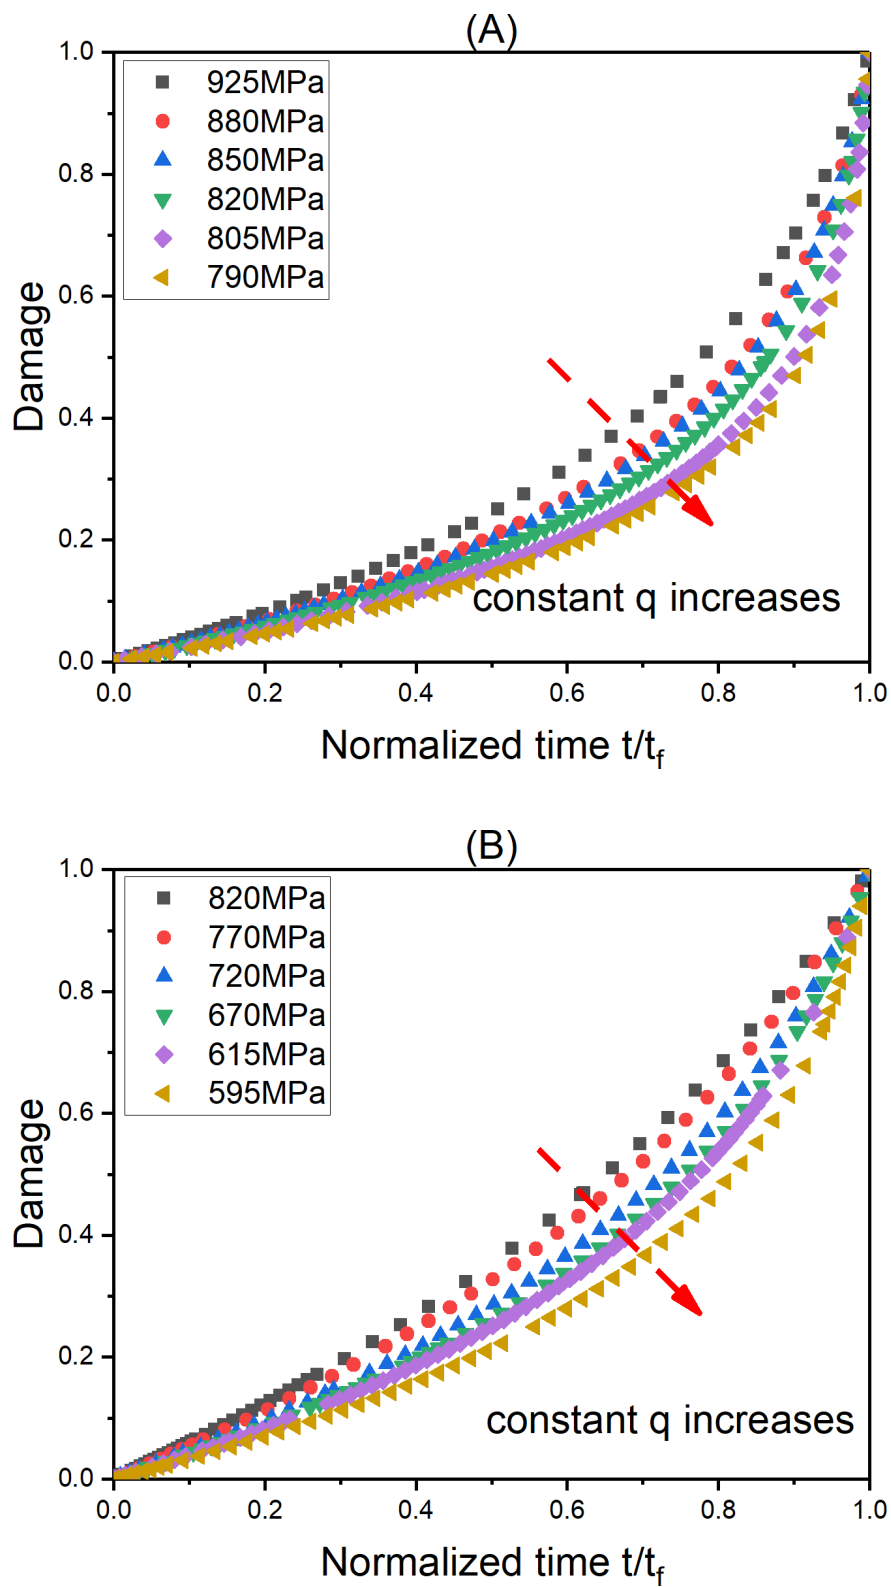 (A)
1.0
0.8
0.6
0.4
0.2
0.0
Damage
925MPa
880MPa
850MPa
820MPa
805MPa
790MPa
constant q increases
0.0 0.2 0.4 0.6 0.8 1.0
Normalized time t/tf
(B)
1.0
0.8
0.6
0.4
0.2
0.0
Damage
820MPa
770MPa
720MPa
670MPa
615MPa
595MPa
constant q increases
0.0 0.2 0.4 0.6 0.8 1.0
Normalized time t/tf